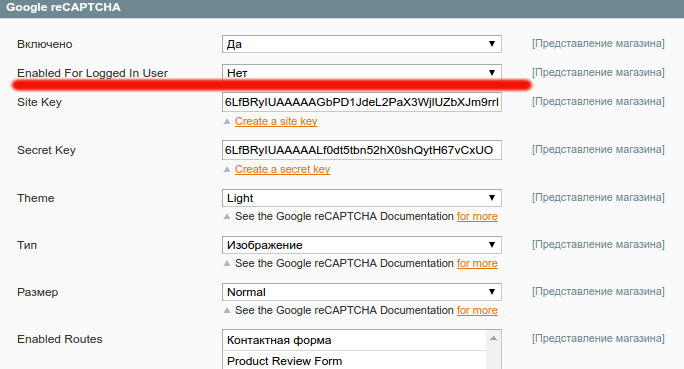 Google reCAPTCHA
Включено Да [Представление магазина]
Enabled For Logged In User Нет [Представление магазина]
Site Key 6LfBRyIUAAAAAGbPD1JdeL2PaX3WjIUZbXJm9rrl [Представление магазина]
Create a site key
Secret Key 6LfBRyIUAAAAALf0dt5tbn52hX0shQytH67vCxUO [Представление магазина]
Create a secret key
Theme Light [Представление магазина]
See the Google reCAPTCHA Documentation for more
Тип Изображение [Представление магазина]
See the Google reCAPTCHA Documentation for more
Размер Normal [Представление магазина]
See the Google reCAPTCHA Documentation for more
Enabled Routes Контактная форма [Представление магазина]
Product Review Form